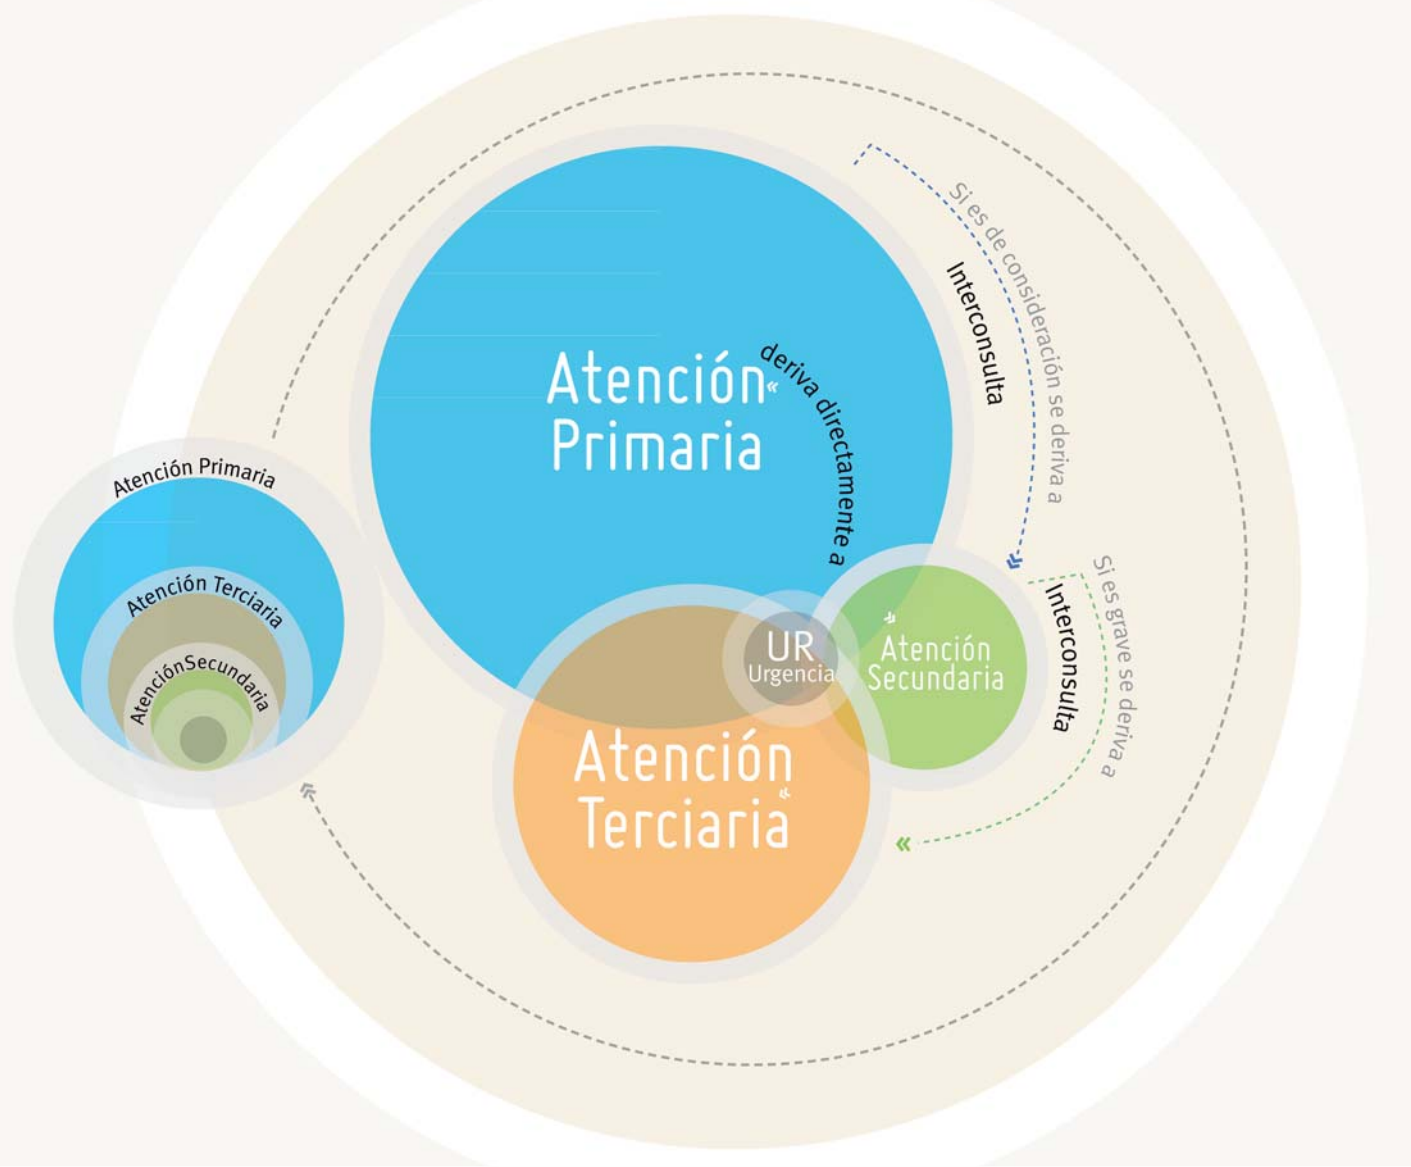 Atención Primaria
Atención Terciaria
AtenciónSecundaria
Atención
Primaria
deriva directamente a
Si es de consideración se deriva a
Interconsulta
UR
Urgencia
Atención
Secundaria
Interconsulta
Si es grave se deriva a
Atención
Terciaria